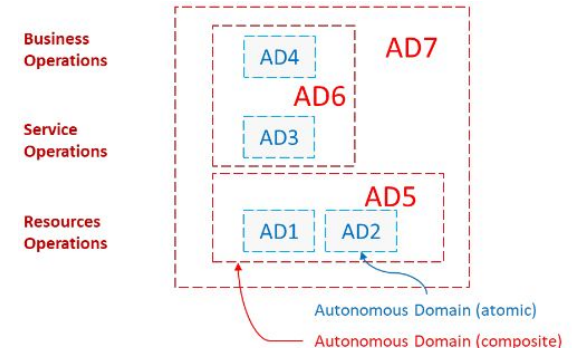 Business
Operations
AD4
AD7
AD6
Service
Operations
AD3
AD5
Resources
Operations
AD1
AD2
Autonomous Domain (atomic)
Autonomous Domain (composite)